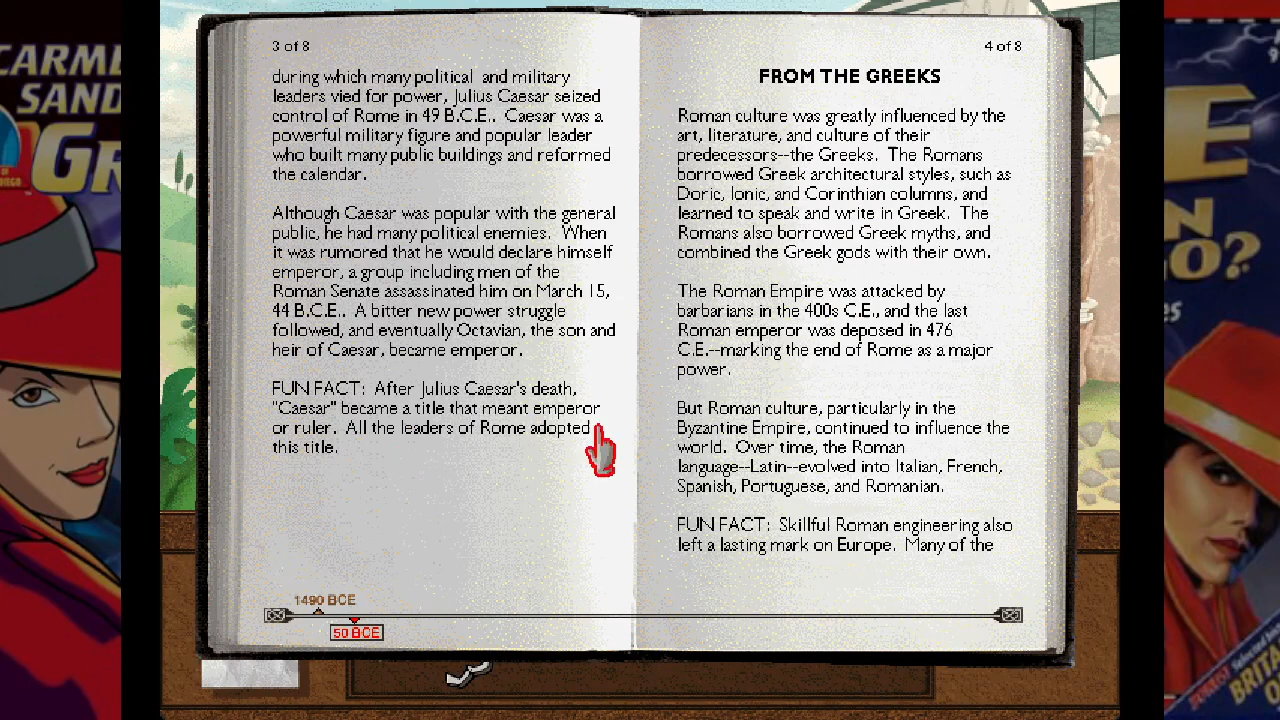 CARM
SAND
GR
3 of 8
during which many political and military
leaders vied for power, Julius Caesar seized
control of Rome in 49 B.C.E.. Caesar was a
powerful military figure and popular leader
who built many public buildings and reformed
the calendar.
Although Caesar was popular with the general
public, he had many political enemies. When
it was rumored that he would declare himself
emperor, a group including men of the
Roman Senate assassinated him on March 15,
44 B.C.E.. A bitter new power struggle
followed, and eventually Octavian, the son and
heir of Caesar, became emperor.
FUN FACT: After Julius Caesar's death,
"Caesar" became a title that meant emperor
or ruler. All the leaders of Rome adopted
this title.
1490 BCE
50 BCE
4 of 8
FROM THE GREEKS
Roman culture was greatly influenced by the
art, literature, and culture of their
predecessors--the Greeks. The Romans
borrowed Greek architectural styles, such as
Doric, Ionic, and Corinthian columns, and
learned to speak and write in Greek. The
Romans also borrowed Greek myths, and
combined the Greek gods with their own.
The Roman Empire was attacked by
barbarians in the 400s C.E., and the last
Roman emperor was deposed in 476
C.E.--marking the end of Rome as a major
power.
But Roman culture, particularly in the
Byzantine Empire, continued to influence the
world. Over time, the Roman
language--Latin--evolved into Italian, French,
Spanish, Portuguese, and Romanian.
FUN FACT: Skillful Roman engineering also
left a lasting mark on Europe. Many of the
E
N
O?
es
BRITA